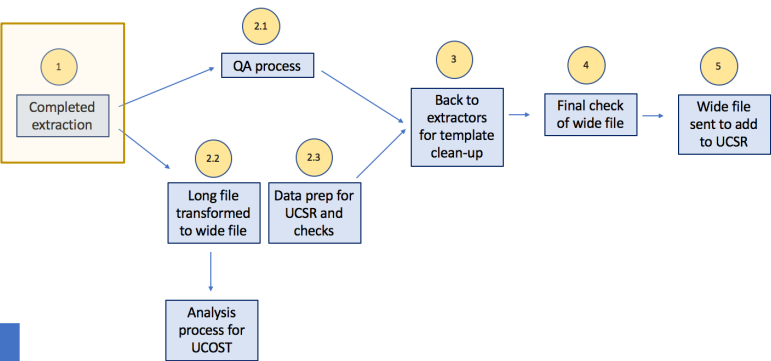 1
Completed
extraction
2.1
QA process
2.2
Long file
transformed
to wide file
2.3
Data prep for
UCSR and
checks
Analysis
process for
UCOST
3
Back to
extractors
for template
clean-up
4
Final check
of wide file
5
Wide file
sent to add
to UCSR